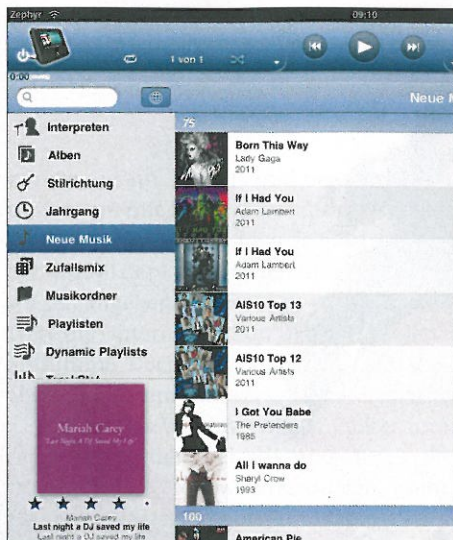 Zephyr
09:10
1 von 1
0:00
Neue M
75
Interpreten
Alben
Stilrichtung
Jahrgang
Neue Musik
Zufallsmix
Musikordner
Playlisten
Dynamic Playlists
Born This Way
Lady Gaga
2011
If I Had You
Adam Lambert
2011
If I Had You
Adam Lambert
2011
AIS10 Top 13
Various Artists
2011
AIS10 Top 12
Various Artists
2011
I Got You Babe
The Pretenders
1985
All I wanna do
Sheryl Crow
1993
100
American Pie
Mariah Carey
"Last Night A DJ Saved My Life"
Mariah Carey
Last night a DJ saved my life
Last night a DJ saved my life